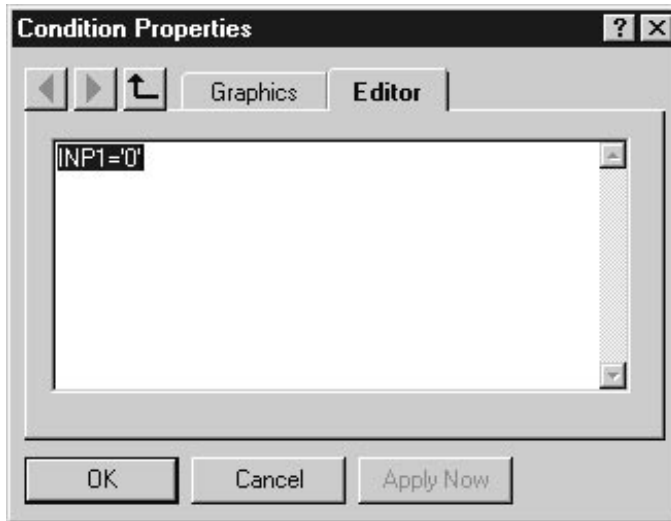 Condition Properties ? X
Graphics Editor
INP1='0'
OK Cancel Apply Now